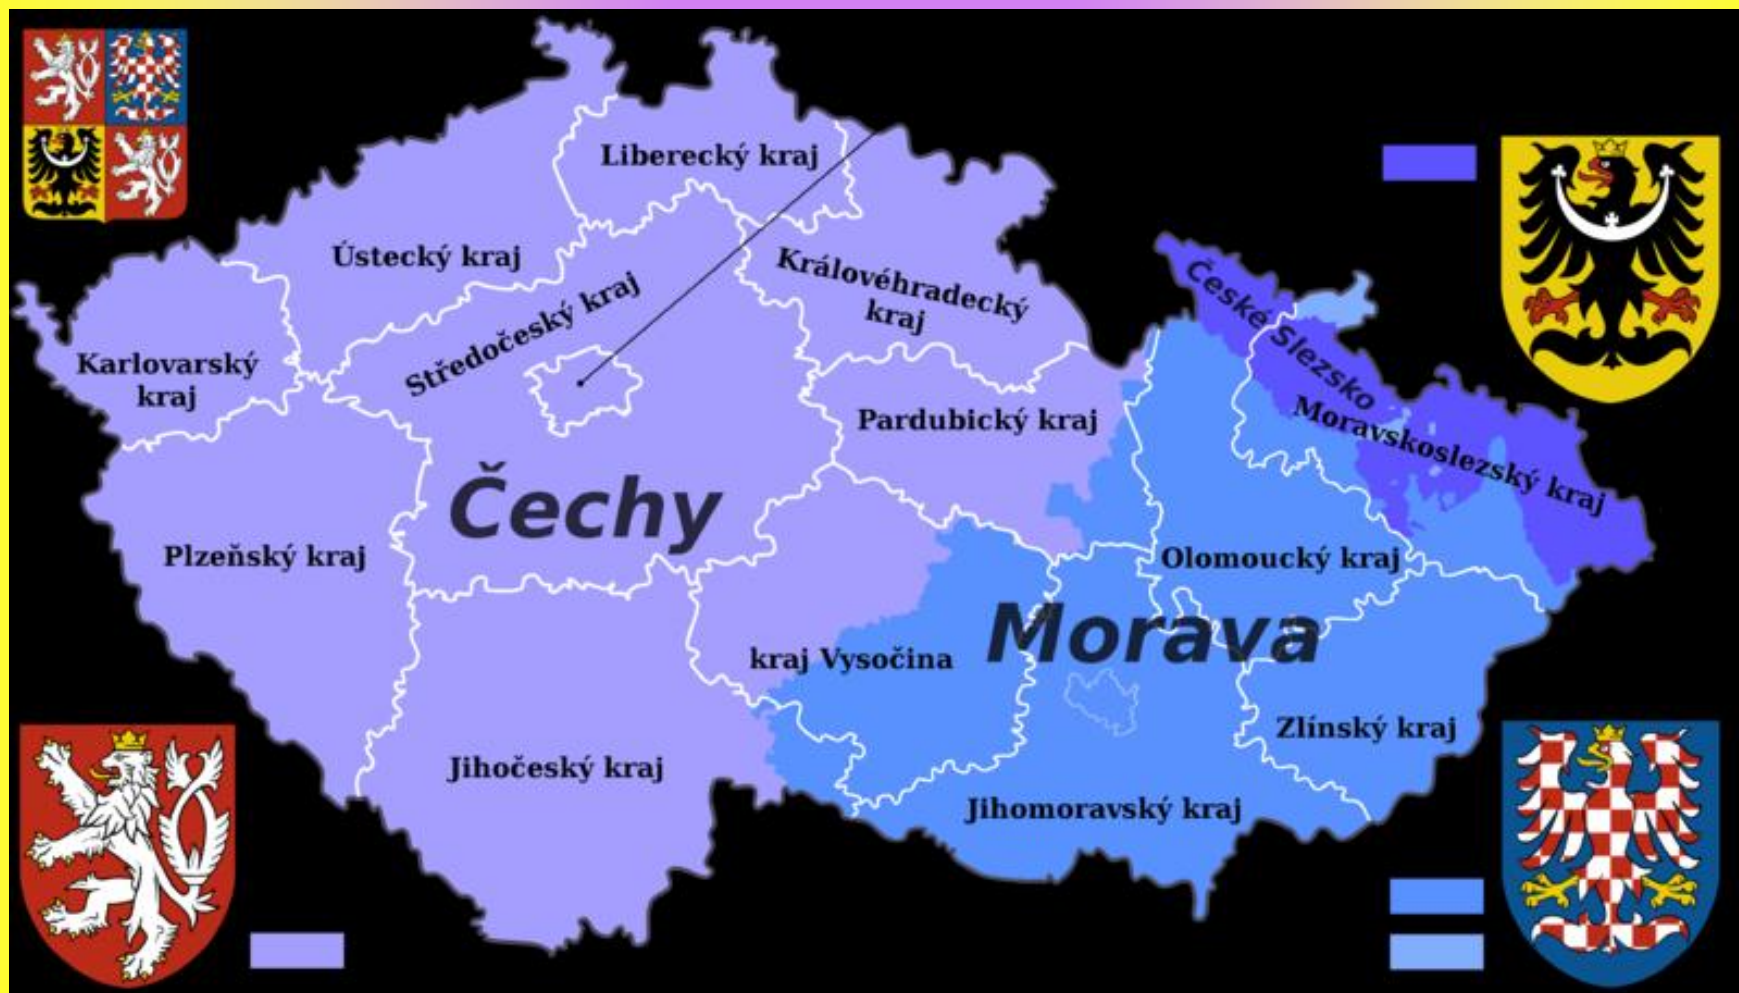 Liberecký kraj
Ústecký kraj
Královéhradecký
kraj
Středočeský kraj
České Slezsko
Karlovarský
kraj
Pardubický kraj
Moravskoslezský kraj
Čechy
Plzeňský kraj
Olomoucký kraj
Morava
kraj Vysočina
Zlínský kraj
Jihočeský kraj
Jihomoravský kraj